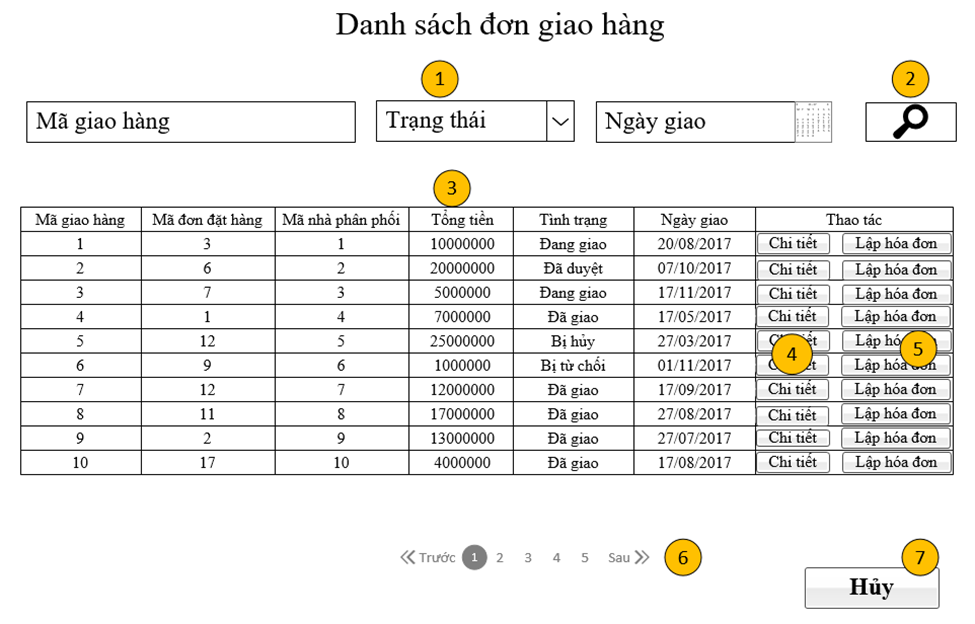 Danh sách đơn giao hàng
1
2
Mã giao hàng Trạng thái Ngày giao
3
Mã giao hàng Mã đơn đặt hàng Mã nhà phân phối Tổng tiền Tình trạng Ngày giao Thao tác
1 3 1 10000000 Đang giao 20/08/2017 Chi tiết Lập hóa đơn
2 6 2 20000000 Đã duyệt 07/10/2017 Chi tiết Lập hóa đơn
3 7 3 5000000 Đang giao 17/11/2017 Chi tiết Lập hóa đơn
4 1 4 7000000 Đã giao 17/05/2017 Chi tiết Lập hóa đơn
5 12 5 25000000 Bị hủy 27/03/2017 Lập
4 5
6 9 6 1000000 Bị từ chối 01/11/2017 Lập hóa đơn
7 12 7 12000000 Đã giao 17/09/2017 Chi tiết Lập hóa đơn
8 11 8 17000000 Đã giao 27/08/2017 Chi tiết Lập hóa đơn
9 2 9 13000000 Đã giao 27/07/2017 Chi tiết Lập hóa đơn
10 17 10 4000000 Đã giao 17/08/2017 Chi tiết Lập hóa đơn
Trước 1 2 3 4 5 Sau 6 7
Hủy